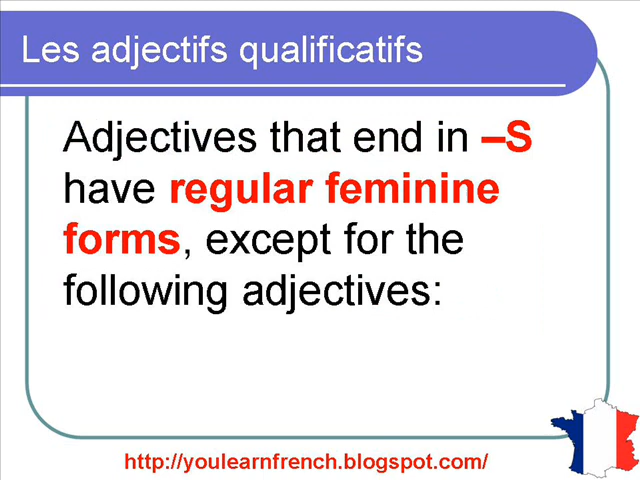 Les adjectifs qualificatifs
Adjectives that end in –S
have regular feminine
forms, except for the
following adjectives:
http://youlearnfrench.blogspot.com/